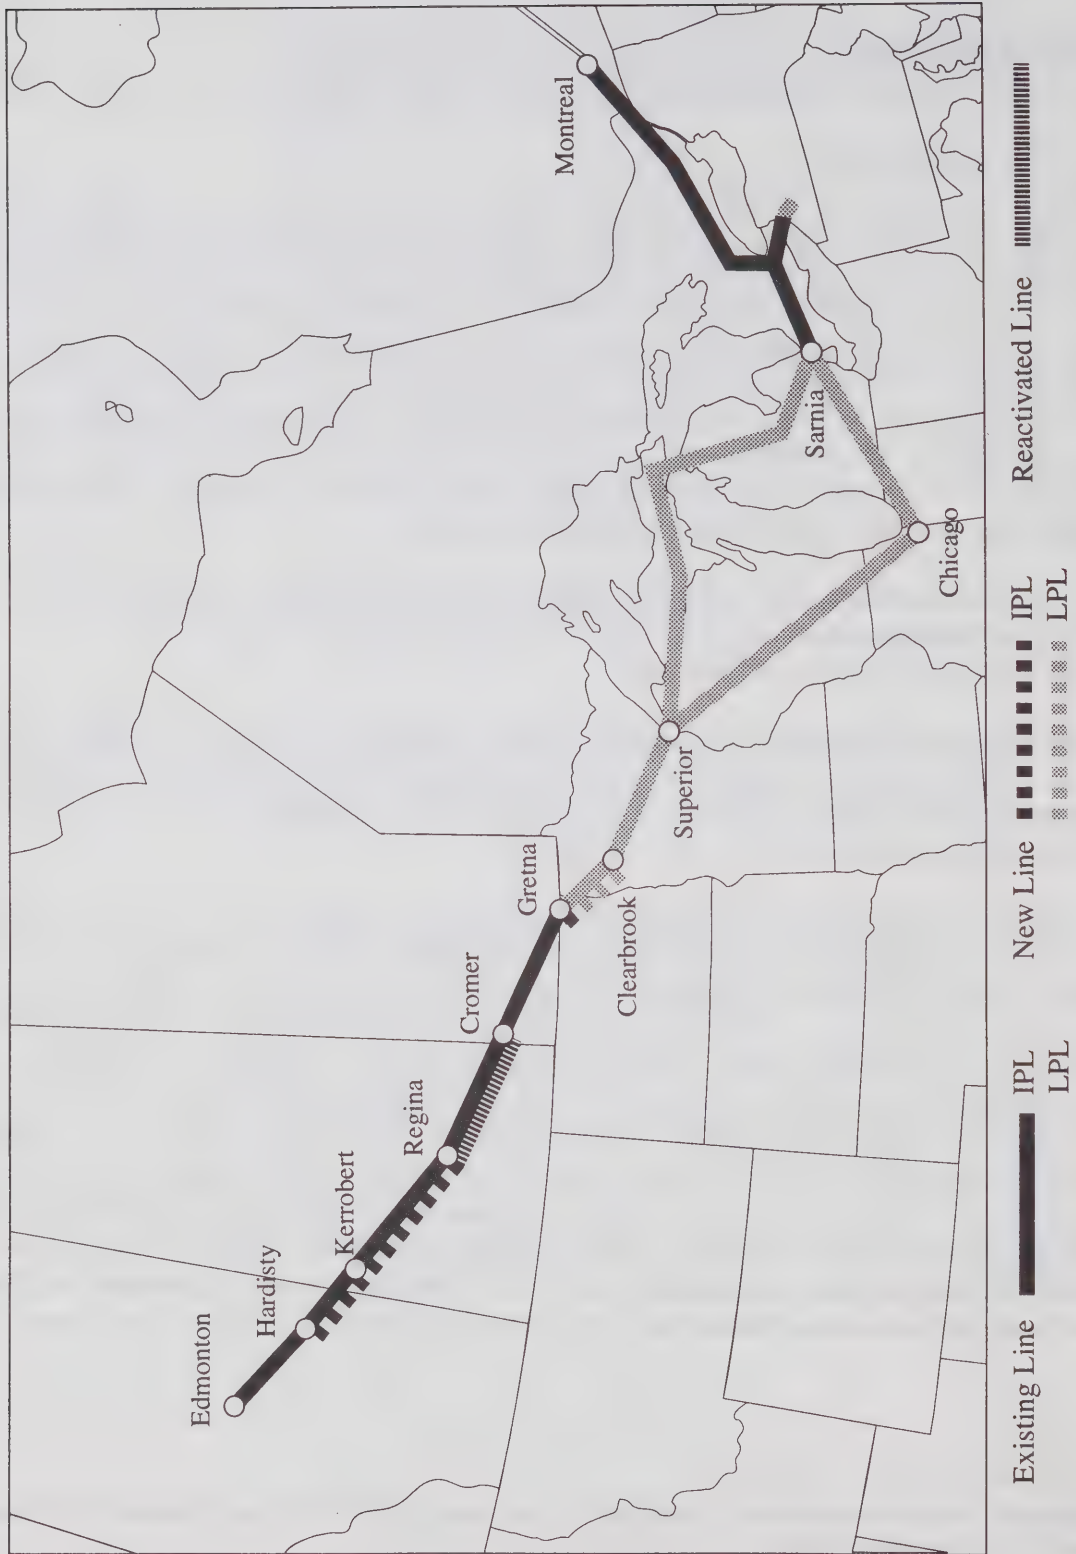 Edmonton
Hardisty
Kerrobert
Regina
Cromer
Gretna
Clearbrook
Superior
Chicago
Sarnia
Montreal
Existing Line IPL New Line IPL Reactivated Line
LPL LPL